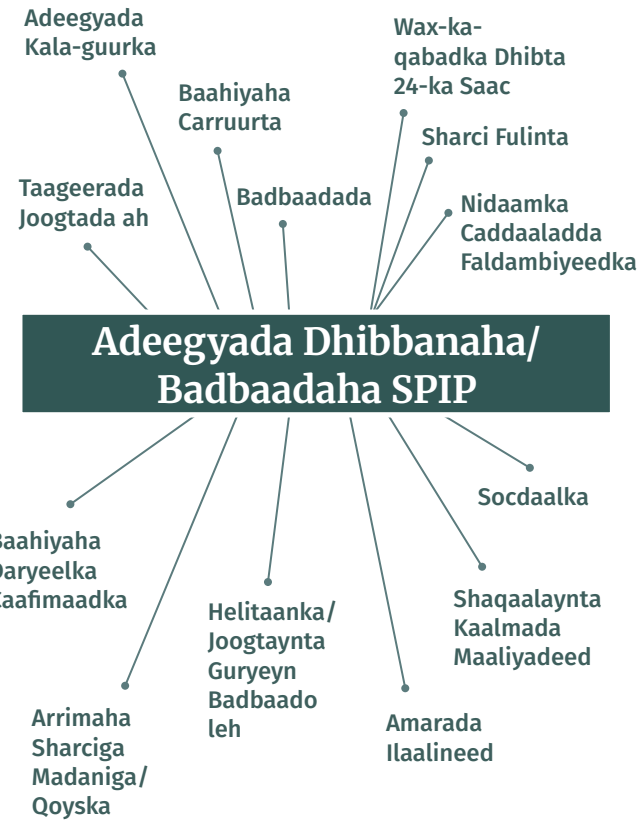 Adeegyada
Kala-guurka
Wax-ka-
qabadka Dhibta
24-ka Saac
Baahiyaha
Carruurta
Sharci Fulinta
Taageerada
Joogtada ah
Badbaadada
Nidaamka
Caddaaladda
Faldambiyeedka
Adeegyada Dhibbanaha/
Badbaadaha SPIP
Socdaalka
Baahiyaha
Daryeelka
Caafimaadka
Helitaanka/
Joogtaynta
Guryeyn
Badbaado
leh
Shaqaalaynta
Kaalmada
Maaliyadeed
Arrimaha
Sharciga
Madaniga/
Qoyska
Amarada
Ilaalineed